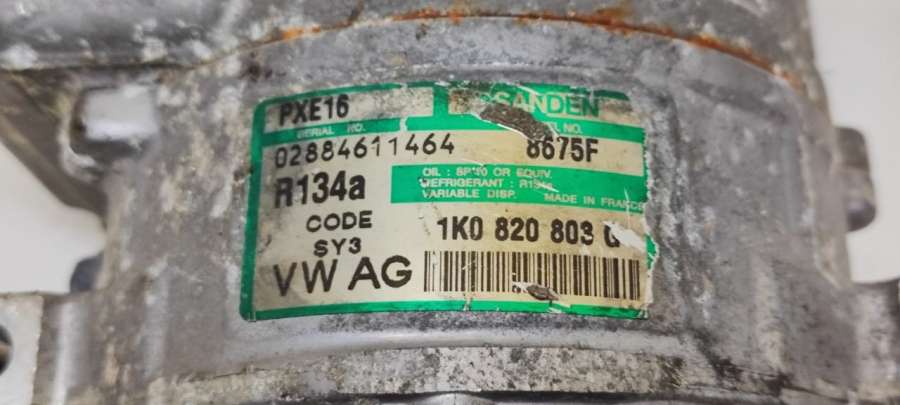 PXE16 SANDEN
SERIAL NO.
02884611464 8675F
R134a
OIL : SP10 OR EQUIV.
REFRIGERANT : R134a
VARIABLE DISP. MADE IN FRANCE
CODE
SY3
1K0 820 803
VW AG